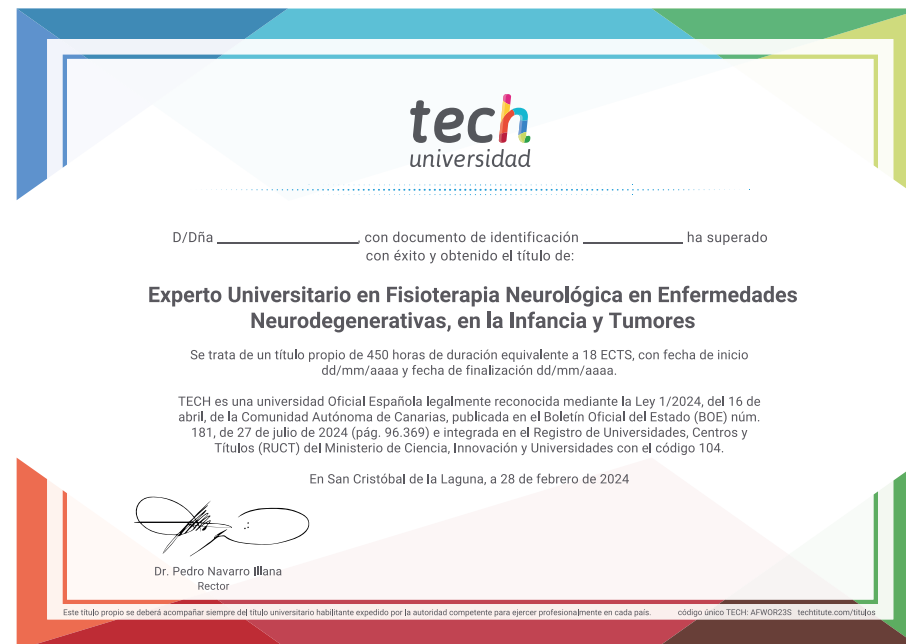 tech
universidad
D/Dña ____________________, con documento de identificación ______________ ha superado
con éxito y obtenido el título de:
Experto Universitario en Fisioterapia Neurológica en Enfermedades
Neurodegenerativas, en la Infancia y Tumores
Se trata de un título propio de 450 horas de duración equivalente a 18 ECTS, con fecha de inicio
dd/mm/aaaa y fecha de finalización dd/mm/aaaa.
TECH es una universidad Oficial Española legalmente reconocida mediante la Ley 1/2024, del 16 de
abril, de la Comunidad Autónoma de Canarias, publicada en el Boletín Oficial del Estado (BOE) núm.
181, de 27 de julio de 2024 (pág. 96.369) e integrada en el Registro de Universidades, Centros y
Títulos (RUCT) del Ministerio de Ciencia, Innovación y Universidades con el código 104.
En San Cristóbal de la Laguna, a 28 de febrero de 2024
Dr. Pedro Navarro Illana
Rector
Este título propio se deberá acompañar siempre del título universitario habilitante expedido por la autoridad competente para ejercer profesionalmente en cada país. código único TECH: AFWOR23S techtitute.com/titulos